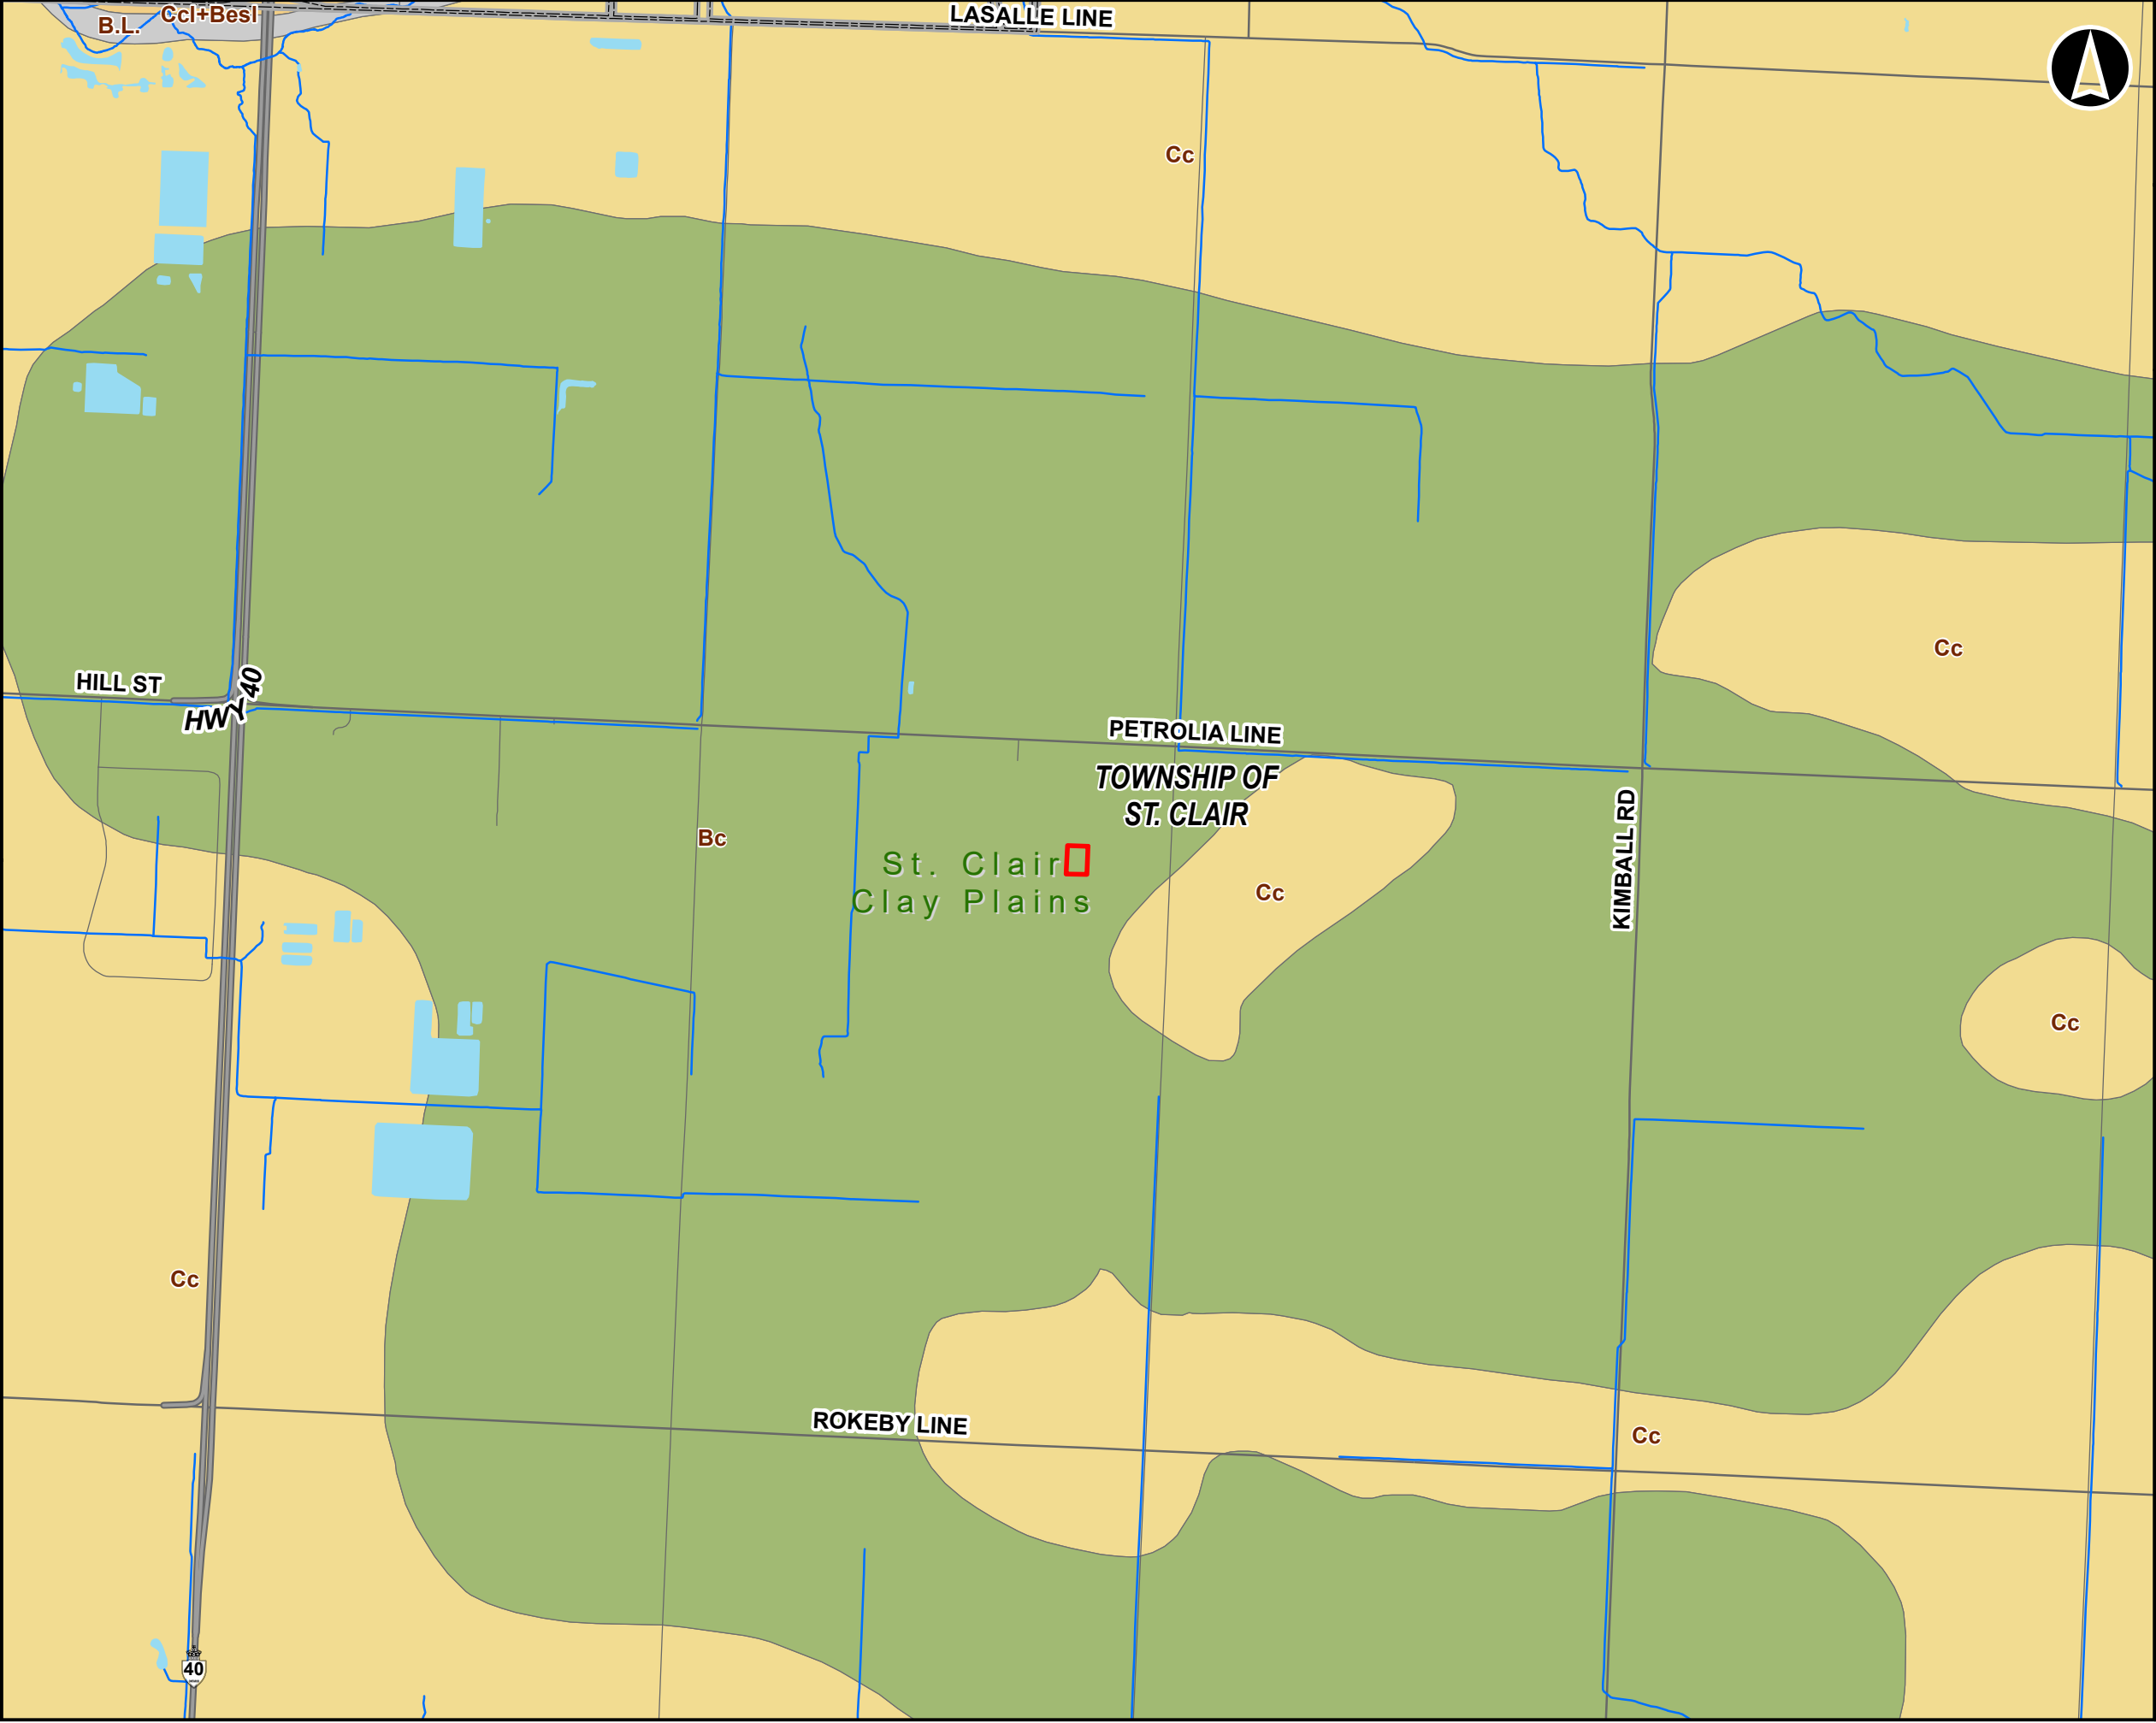 LASALLE LINE
Ccl+Besl
B.L.
Cc
Cc
HILL ST
HWY 40
PETROLIA LINE
TOWNSHIP OF
ST. CLAIR
KIMBALL RD
Bc
St. Clair
Clay Plains
Cc
Cc
Cc
ROKEBY LINE
Cc
40